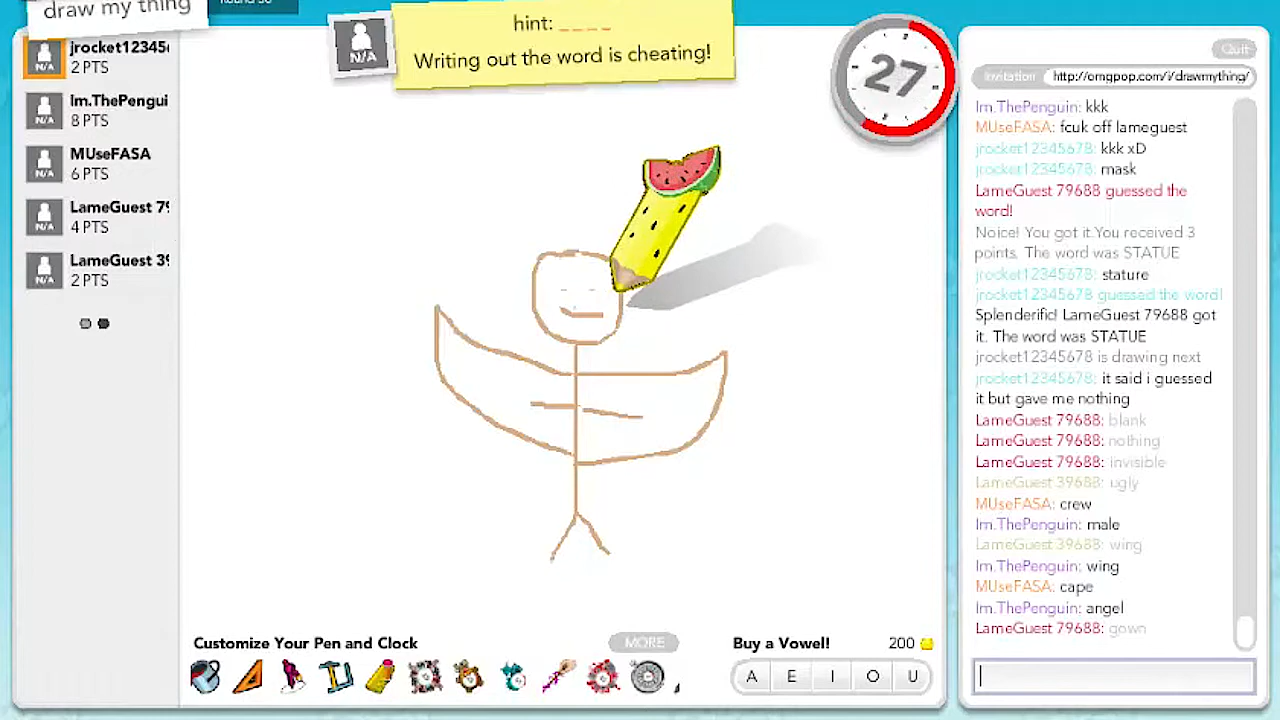 draw my thing
Round 30
jrocket12345
2 PTS
Im.ThePengui
8 PTS
MUseFASA
6 PTS
LameGuest 79
4 PTS
LameGuest 39
2 PTS
N/A
N/A
N/A
N/A
N/A
N/A
hint: _ _ _ _
Writing out the word is cheating!
27
Customize Your Pen and Clock
MORE
Buy a Vowel!
200
A E I O U
Quit
Invitation http://omgpop.com/i/drawmything/
Im.ThePenguin: kkk
MUseFASA: fcuk off lameguest
jrocket12345678: kkk xD
jrocket12345678: mask
LameGuest 79688 guessed the
word!
Noice! You got it.You received 3
points. The word was STATUE
jrocket12345678: stature
jrocket12345678 guessed the word!
Splenderific! LameGuest 79688 got
it. The word was STATUE
jrocket12345678 is drawing next
jrocket12345678: it said i guessed
it but gave me nothing
LameGuest 79688: blank
LameGuest 79688: nothing
LameGuest 79688: invisible
LameGuest 39688: ugly
MUseFASA: crew
Im.ThePenguin: male
LameGuest 39688: wing
Im.ThePenguin: wing
MUseFASA: cape
Im.ThePenguin: angel
LameGuest 79688: gown